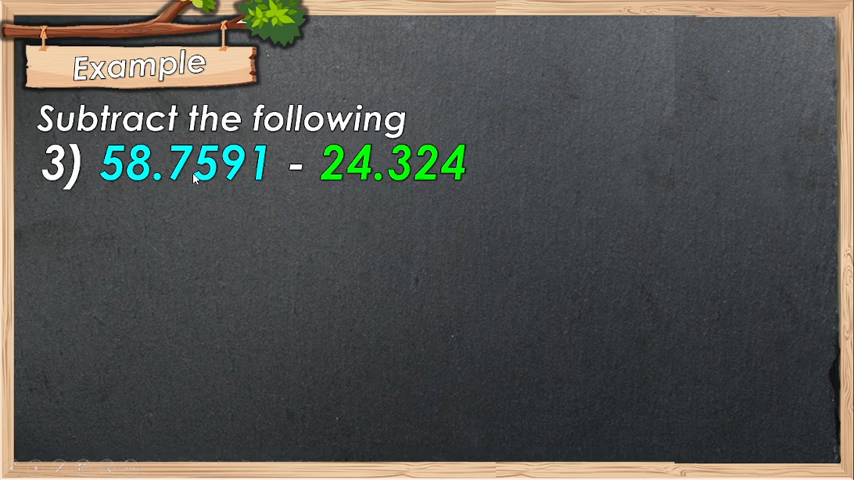 Example
Subtract the following
3) 58.7591 - 24.324